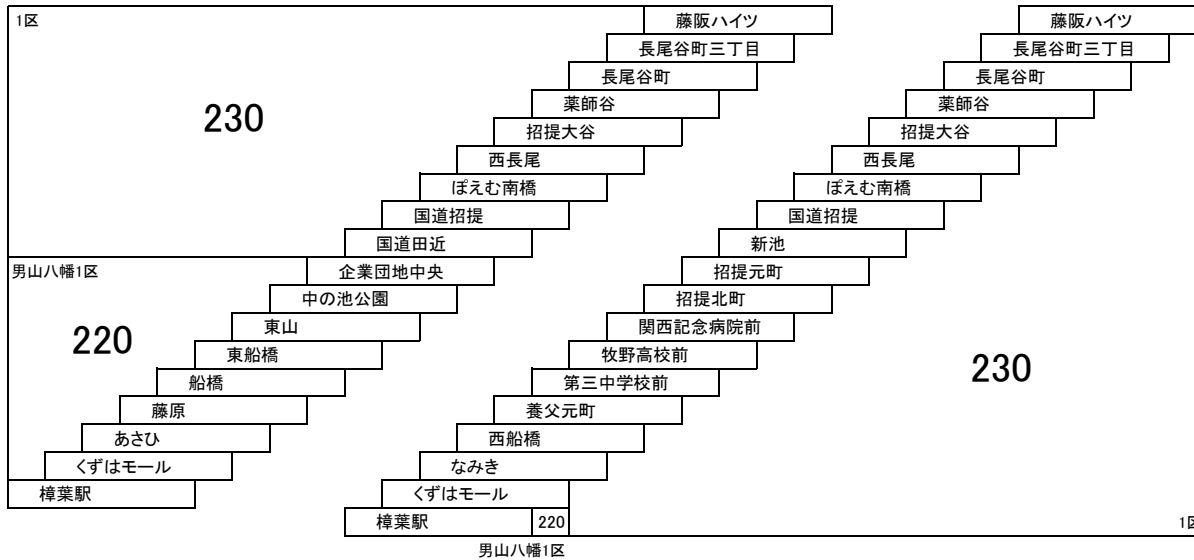 1区
藤阪ハイツ
長尾谷町三丁目
長尾谷町
薬師谷
230
招提大谷
西長尾
ぽえむ南橋
国道招提
国道田近
男山八幡1区
企業団地中央
中の池公園
東山
220
東船橋
船橋
藤原
あさひ
くずはモール
樟葉駅
藤阪ハイツ
長尾谷町三丁目
長尾谷町
薬師谷
招提大谷
西長尾
ぽえむ南橋
国道招提
新池
招提元町
招提北町
関西記念病院前
牧野高校前
230
第三中学校前
養父元町
西船橋
なみき
くずはモール
樟葉駅
220
1区
男山八幡1区